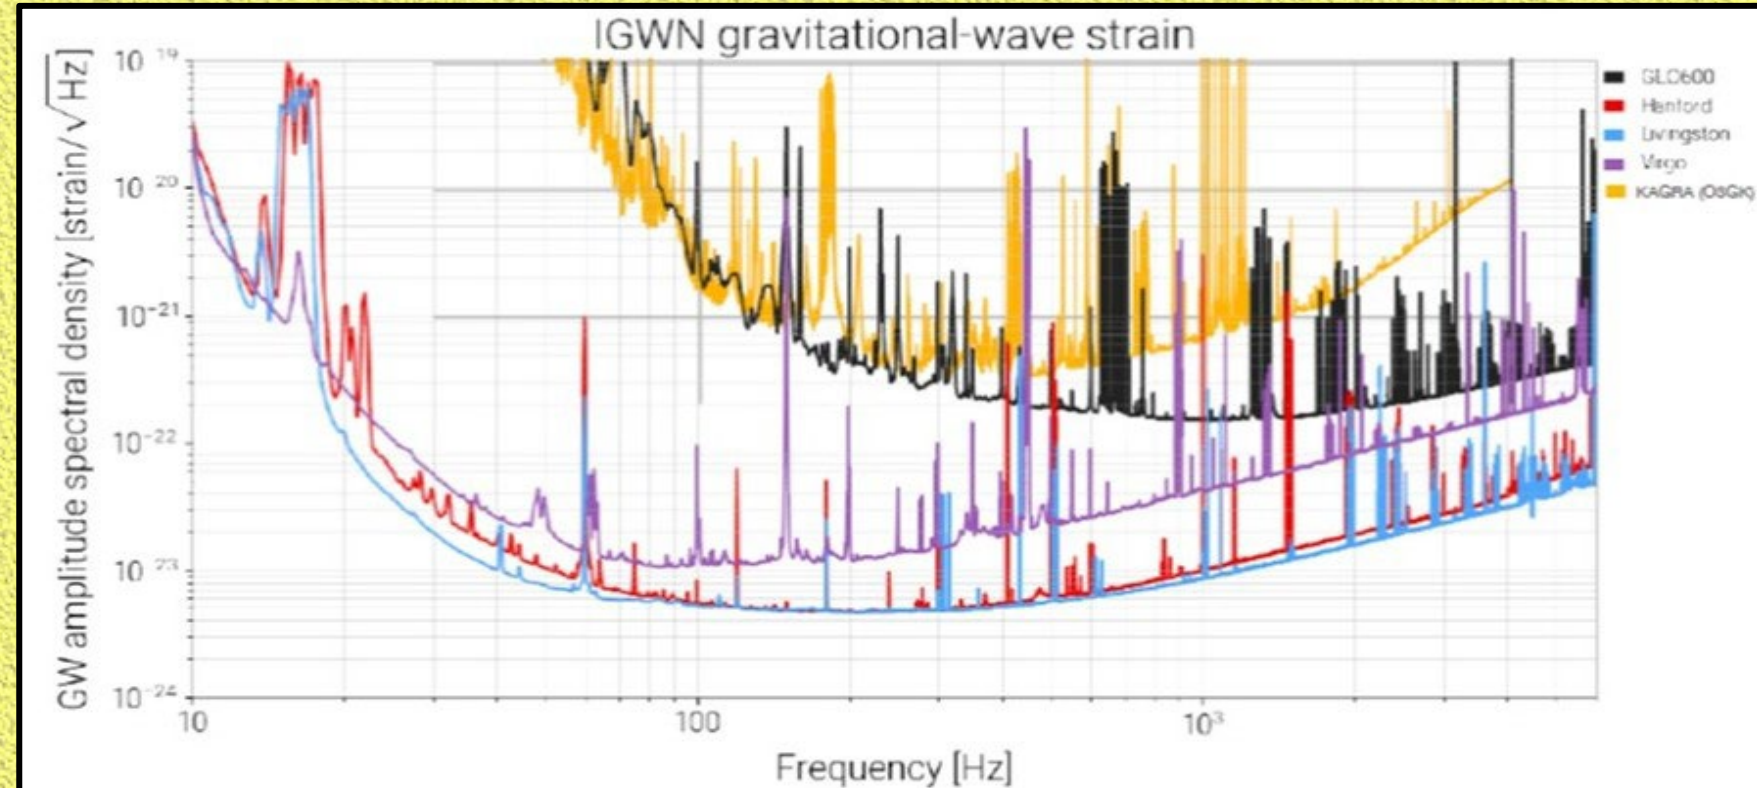 IGWN gravitational-wave strain
GW amplitude spectral density [strain/√Hz]
10⁻¹⁹
10⁻²⁰
10⁻²¹
10⁻²²
10⁻²³
10⁻²⁴
10
100
10³
Frequency [Hz]
GEO600
Hanford
Livingston
Virgo
KAGRA (O3GK)